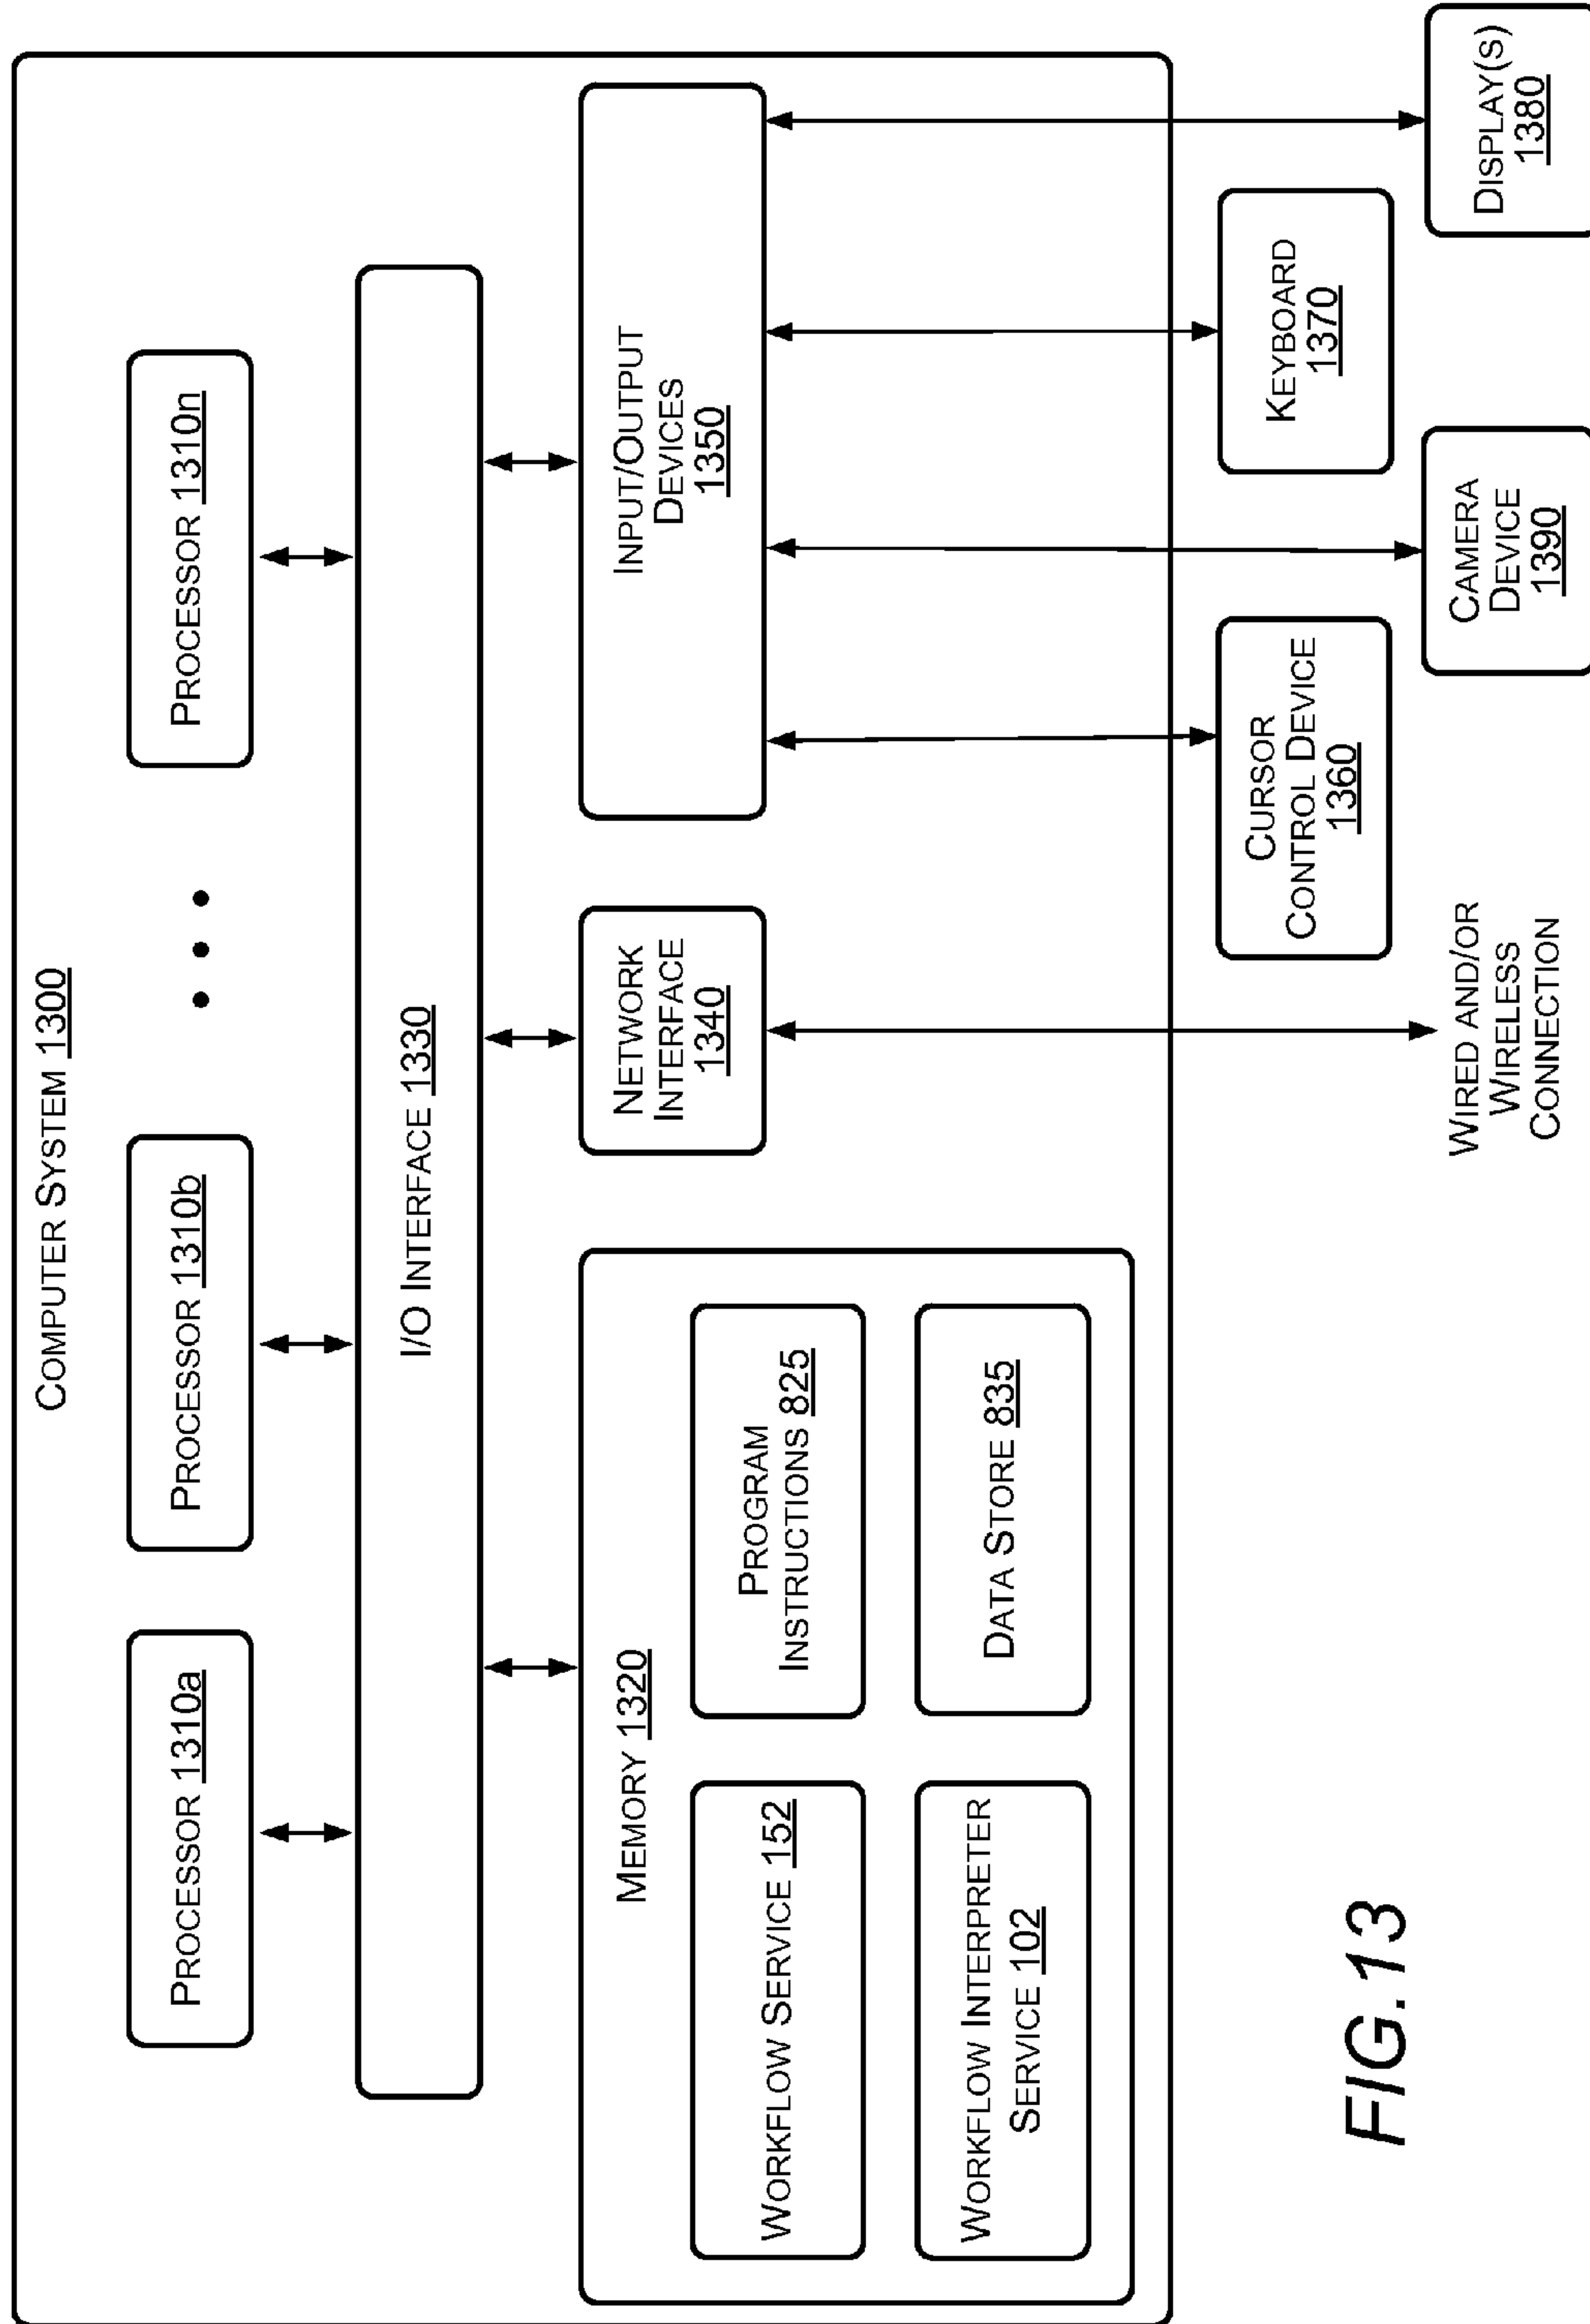 COMPUTER SYSTEM 1300
PROCESSOR 1310a
PROCESSOR 1310b
• • •
PROCESSOR 1310n
I/O INTERFACE 1330
MEMORY 1320
WORKFLOW SERVICE 152
PROGRAM
INSTRUCTIONS 825
WORKFLOW INTERPRETER
SERVICE 102
DATA STORE 835
NETWORK
INTERFACE
1340
INPUT/OUTPUT
DEVICES
1350
WIRED AND/OR
WIRELESS
CONNECTION
CURSOR
CONTROL DEVICE
1360
CAMERA
DEVICE
1390
KEYBOARD
1370
DISPLAY(S)
1380
FIG. 13